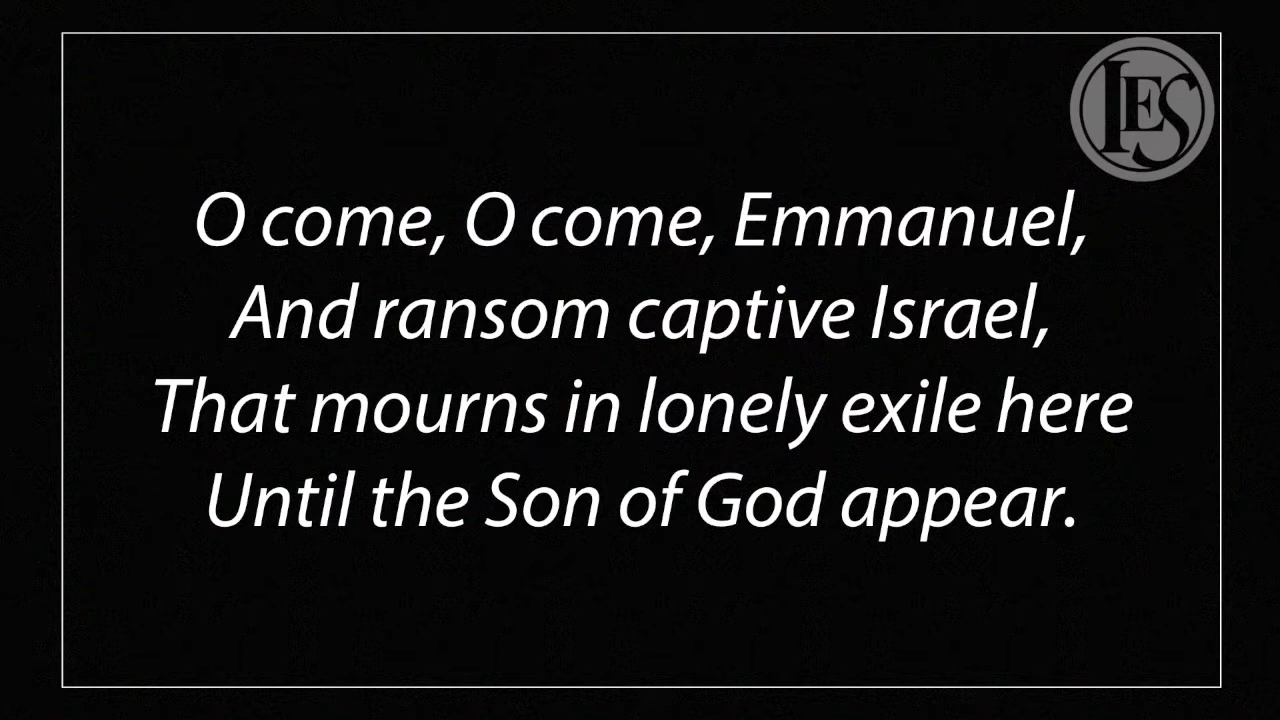 IES
O come, O come, Emmanuel,
And ransom captive Israel,
That mourns in lonely exile here
Until the Son of God appear.